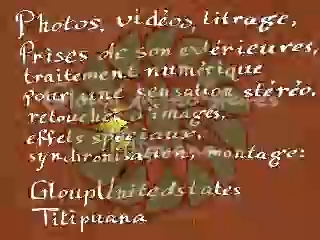 Photos, vidéos, titrage,
Prises de son extérieures,
traitement numérique
pour une sensation stéréo,
retouches d'images,
effets spéciaux,
synchronisation, montage:
GloupUnitedstates
Titipuana